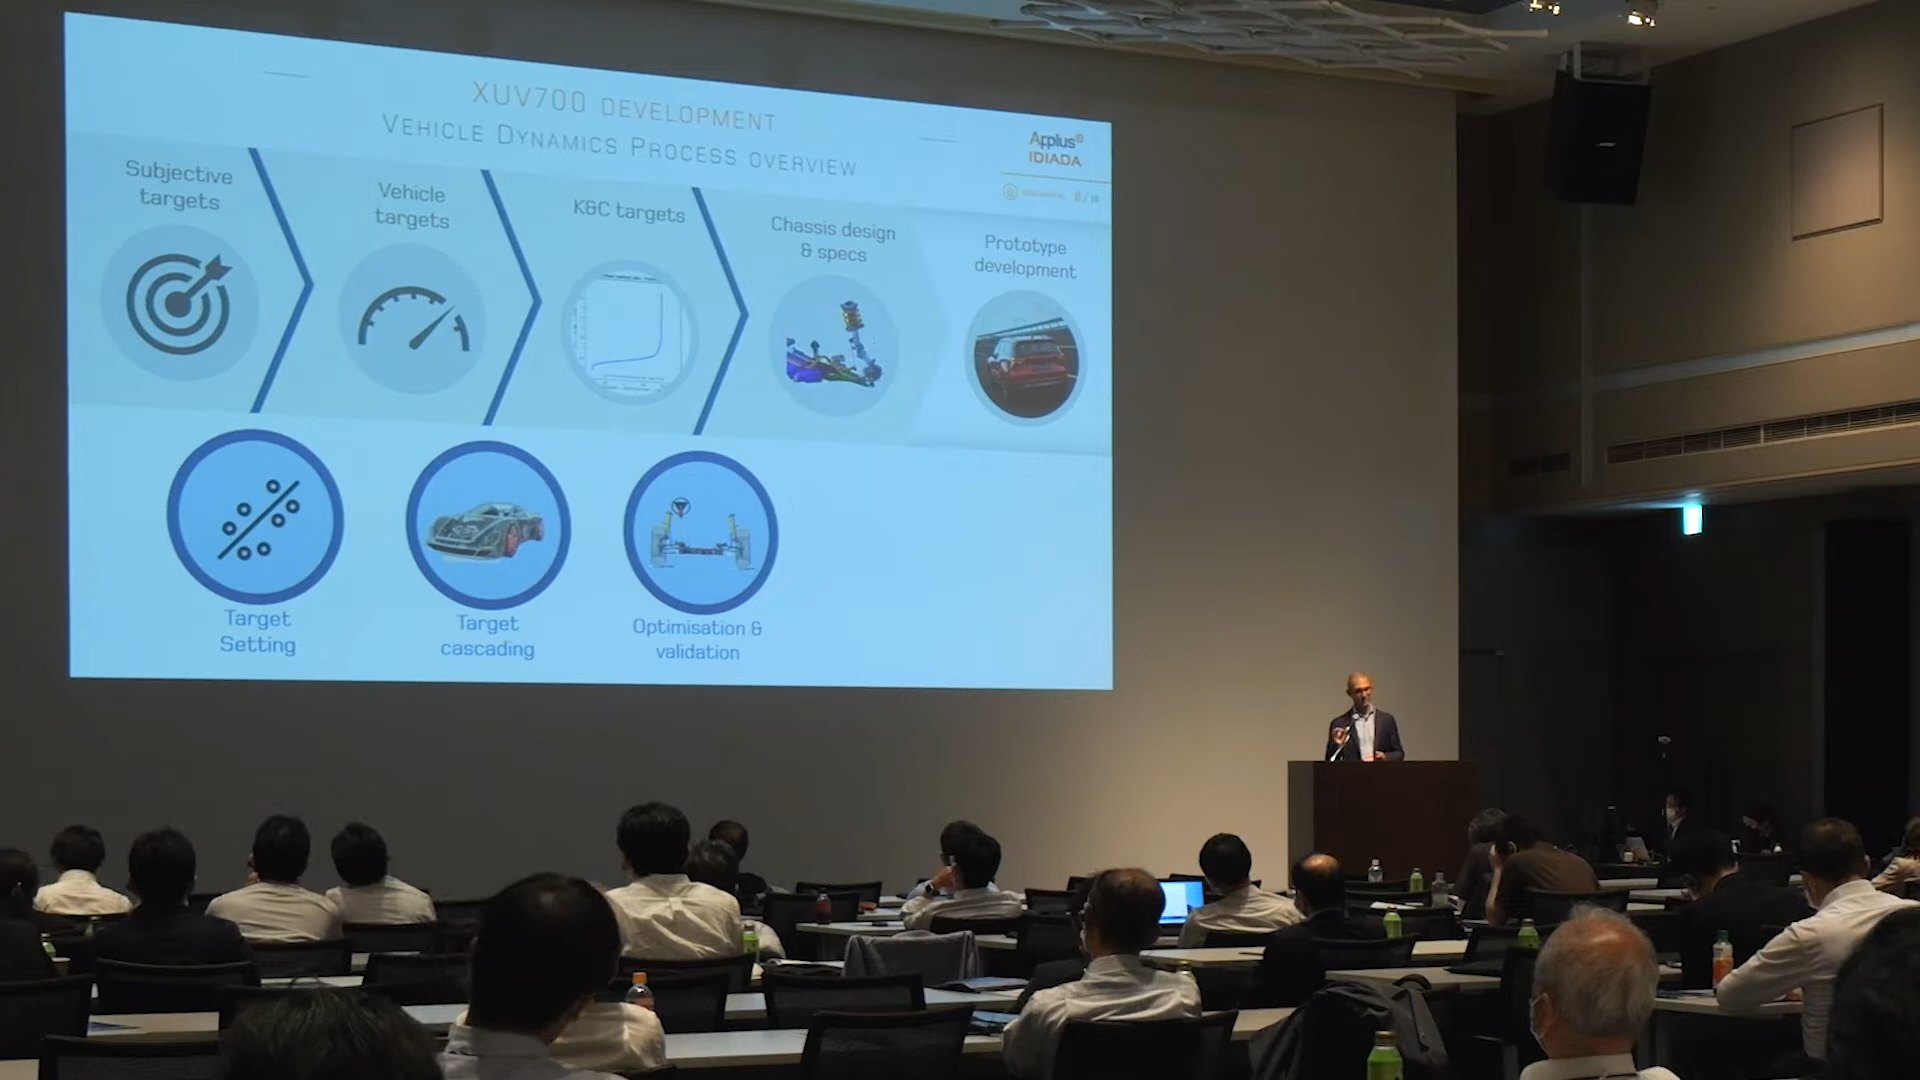 XUV700 DEVELOPMENT
VEHICLE DYNAMICS PROCESS OVERVIEW
Applus
IDIADA
Subjective
targets
Vehicle
targets
K&C targets
Chassis design
& specs
Prototype
development
Target
Setting
Target
cascading
Optimisation &
validation